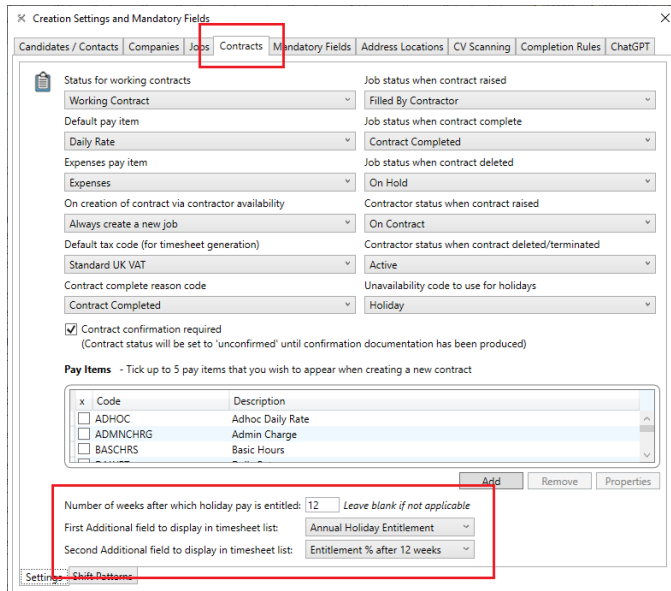 Creation Settings and Mandatory Fields
Candidates / Contacts Companies Jobs Contracts Mandatory Fields Address Locations CV Scanning Completion Rules ChatGPT
Status for working contracts
Working Contract
Default pay item
Daily Rate
Expenses pay item
Expenses
On creation of contract via contractor availability
Always create a new job
Default tax code (for timesheet generation)
Standard UK VAT
Contract complete reason code
Contract Completed
Job status when contract raised
Filled By Contractor
Job status when contract complete
Contract Completed
Job status when contract deleted
On Hold
Contractor status when contract raised
On Contract
Contractor status when contract deleted/terminated
Active
Unavailability code to use for holidays
Holiday
Contract confirmation required
(Contract status will be set to 'unconfirmed' until confirmation documentation has been produced)
Pay Items - Tick up to 5 pay items that you wish to appear when creating a new contract
x Code Description
ADHOC Adhoc Daily Rate
ADMNCHRG Admin Charge
BASCHRS Basic Hours
Add Remove Properties
Number of weeks after which holiday pay is entitled: 12 Leave blank if not applicable
First Additional field to display in timesheet list: Annual Holiday Entitlement
Second Additional field to display in timesheet list: Entitlement % after 12 weeks
Settings Shift Patterns